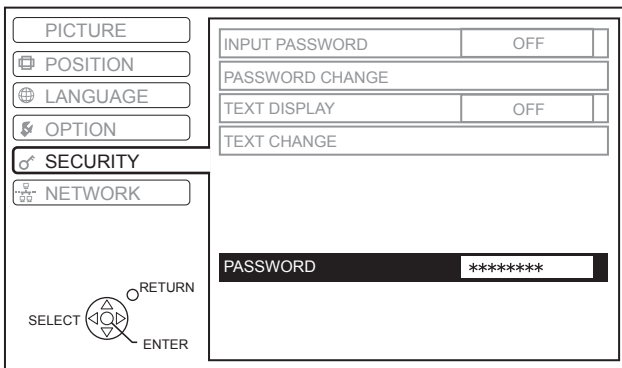 PICTURE
POSITION
LANGUAGE
OPTION
SECURITY
NETWORK
INPUT PASSWORD OFF
PASSWORD CHANGE
TEXT DISPLAY OFF
TEXT CHANGE
PASSWORD ********
RETURN
SELECT
ENTER